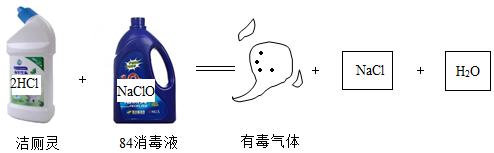 2HCl + NaClO + NaCl + H₂O
洁厕灵 84消毒液 有毒气体